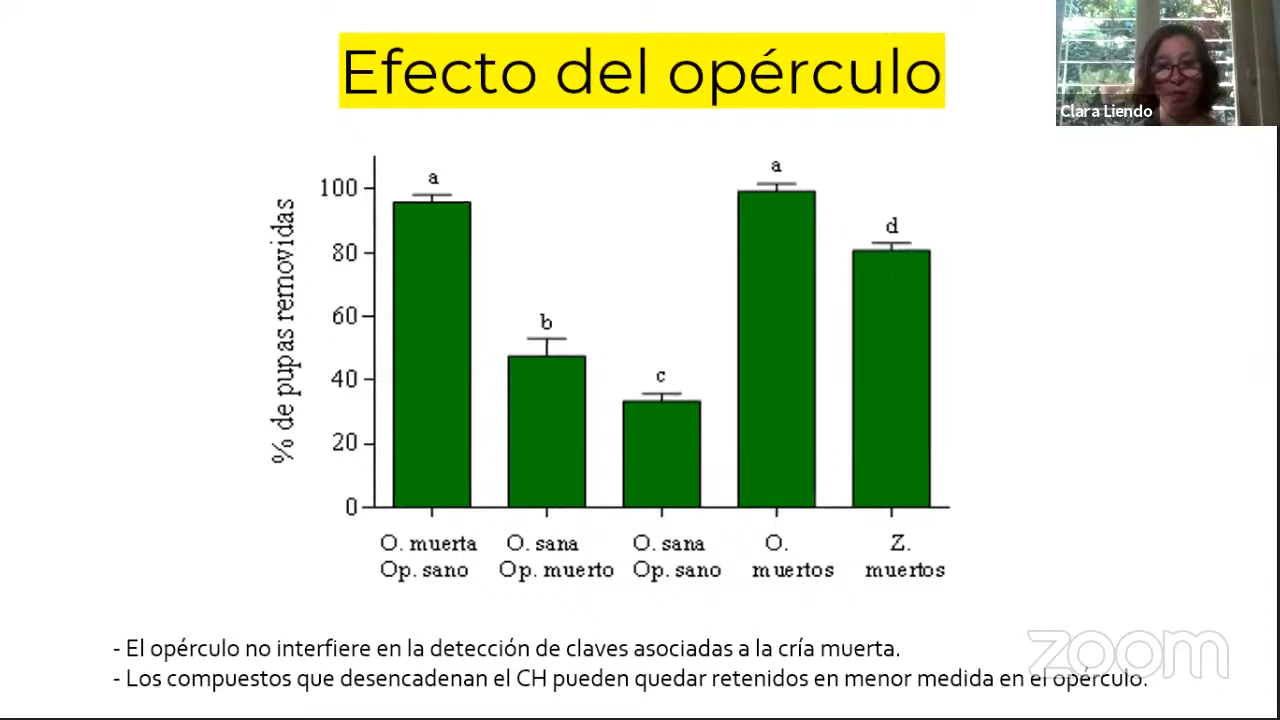 Efecto del opérculo
Clara Liendo
% de pupas removidas
100
80
60
40
20
0
a
b
c
a
d
O. muerta
Op. sano
O. sana
Op. muerto
O. sana
Op. sano
O.
muertos
Z.
muertos
- El opérculo no interfiere en la detección de claves asociadas a la cría muerta.
- Los compuestos que desencadenan el CH pueden quedar retenidos en menor medida en el opérculo.
zoom